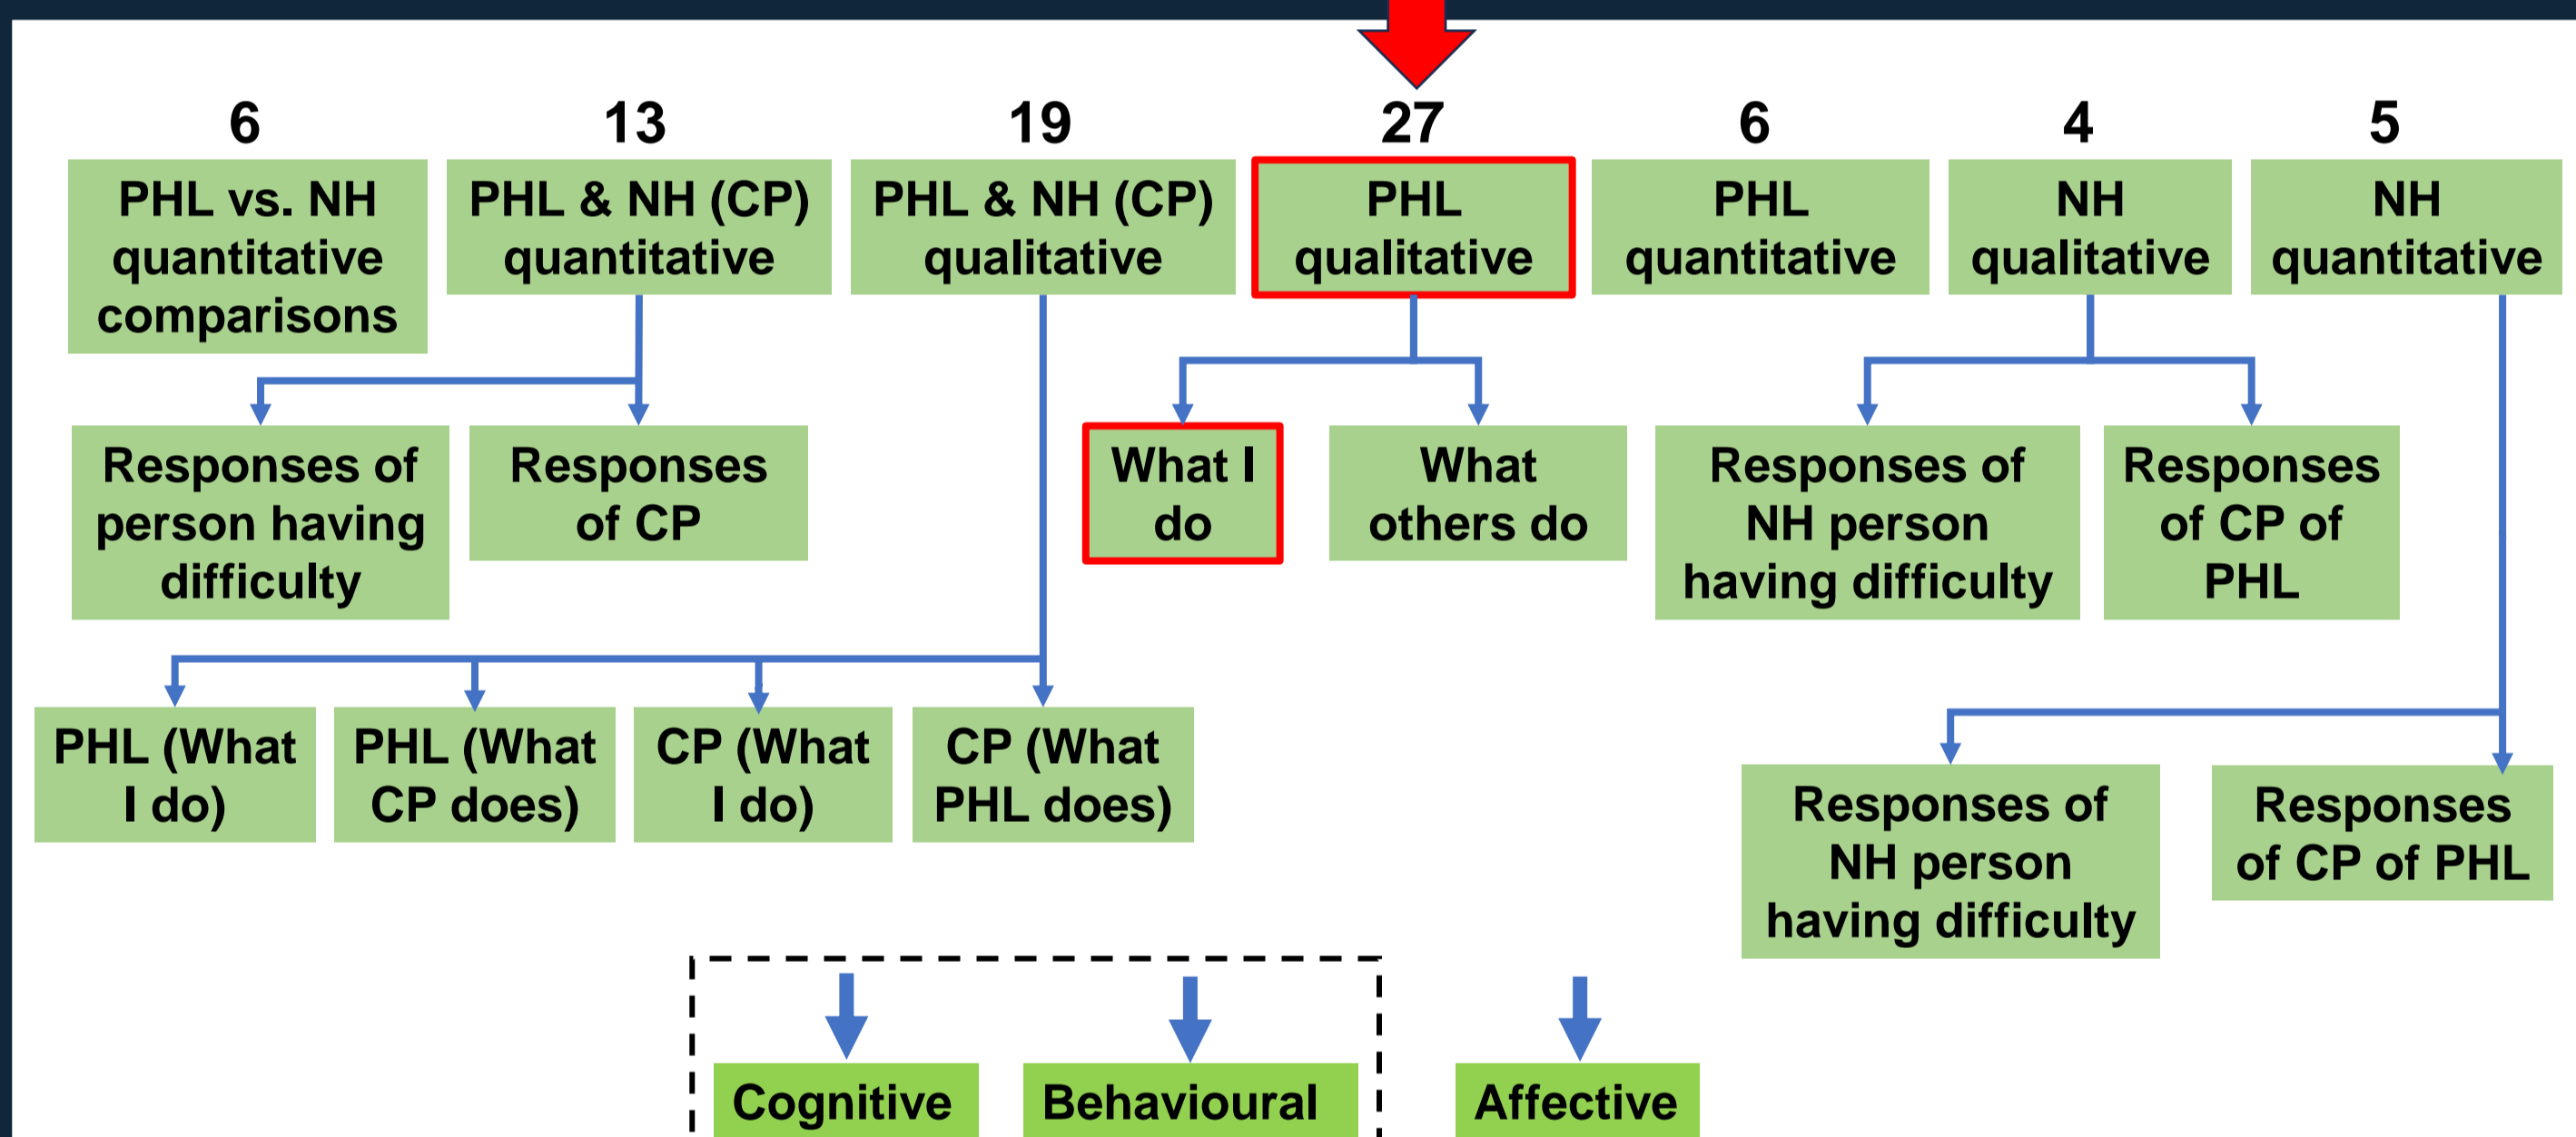 6
13
19
27
6
4
5
PHL vs. NH
quantitative
comparisons
PHL & NH (CP)
quantitative
PHL & NH (CP)
qualitative
PHL
qualitative
PHL
quantitative
NH
qualitative
NH
quantitative
Responses of
person having
difficulty
Responses
of CP
What I
do
What
others do
Responses of
NH person
having difficulty
Responses
of CP of
PHL
PHL (What
I do)
PHL (What
CP does)
CP (What
I do)
CP (What
PHL does)
Responses of
NH person
having difficulty
Responses
of CP of PHL
Cognitive
Behavioural
Affective